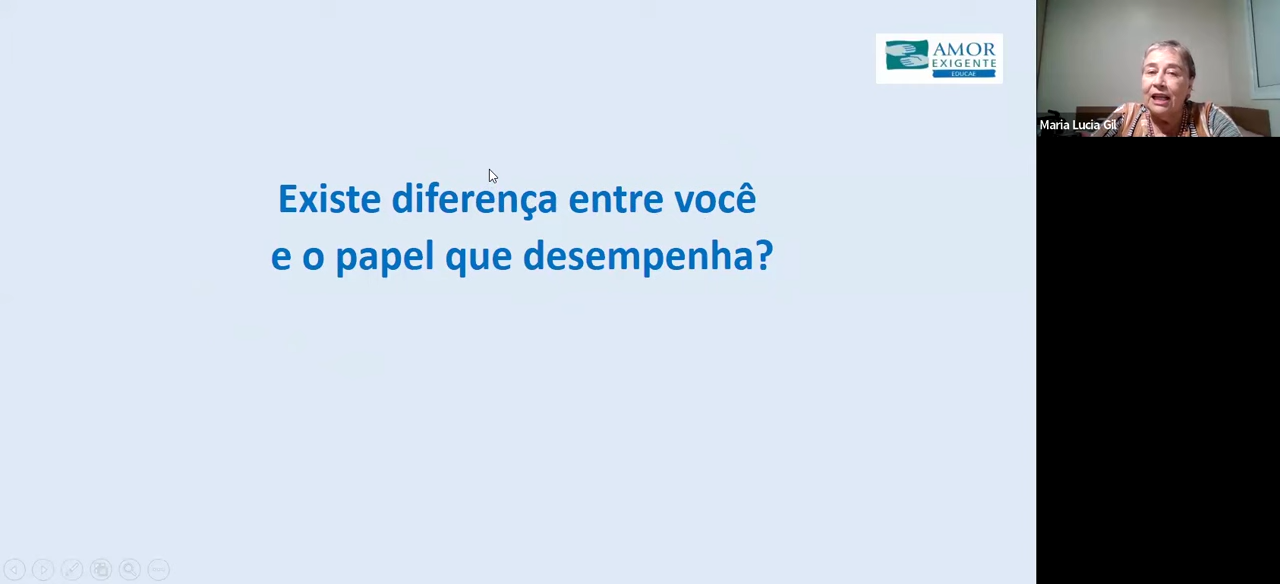 AMOR
EXIGENTE
EDUCAE
Maria Lucia Gil
Existe diferença entre você
e o papel que desempenha?